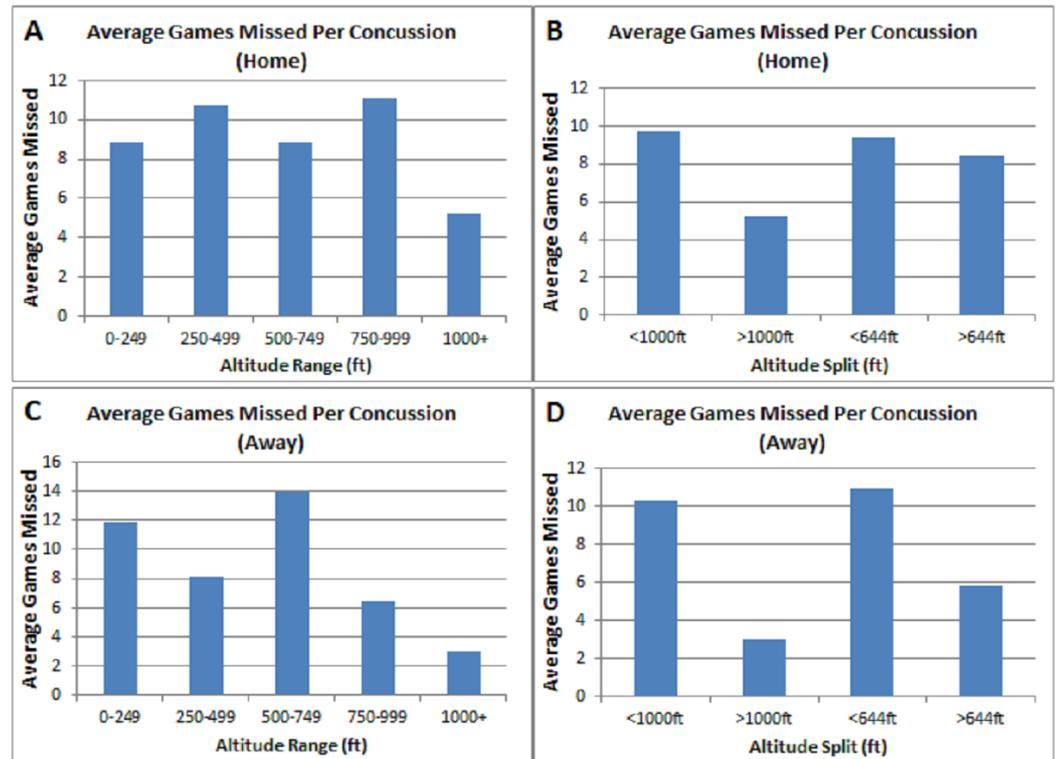 A
Average Games Missed Per Concussion
(Home)
Average Games Missed
12
10
8
6
4
2
0
0-249 250-499 500-749 750-999 1000+
Altitude Range (ft)
B
Average Games Missed Per Concussion
(Home)
Average Games Missed
12
10
8
6
4
2
0
<1000ft >1000ft <644ft >644ft
Altitude Split (ft)
C
Average Games Missed Per Concussion
(Away)
Average Games Missed
16
14
12
10
8
6
4
2
0
0-249 250-499 500-749 750-999 1000+
Altitude Range (ft)
D
Average Games Missed Per Concussion
(Away)
Average Games Missed
12
10
8
6
4
2
0
<1000ft >1000ft <644ft >644ft
Altitude Split (ft)